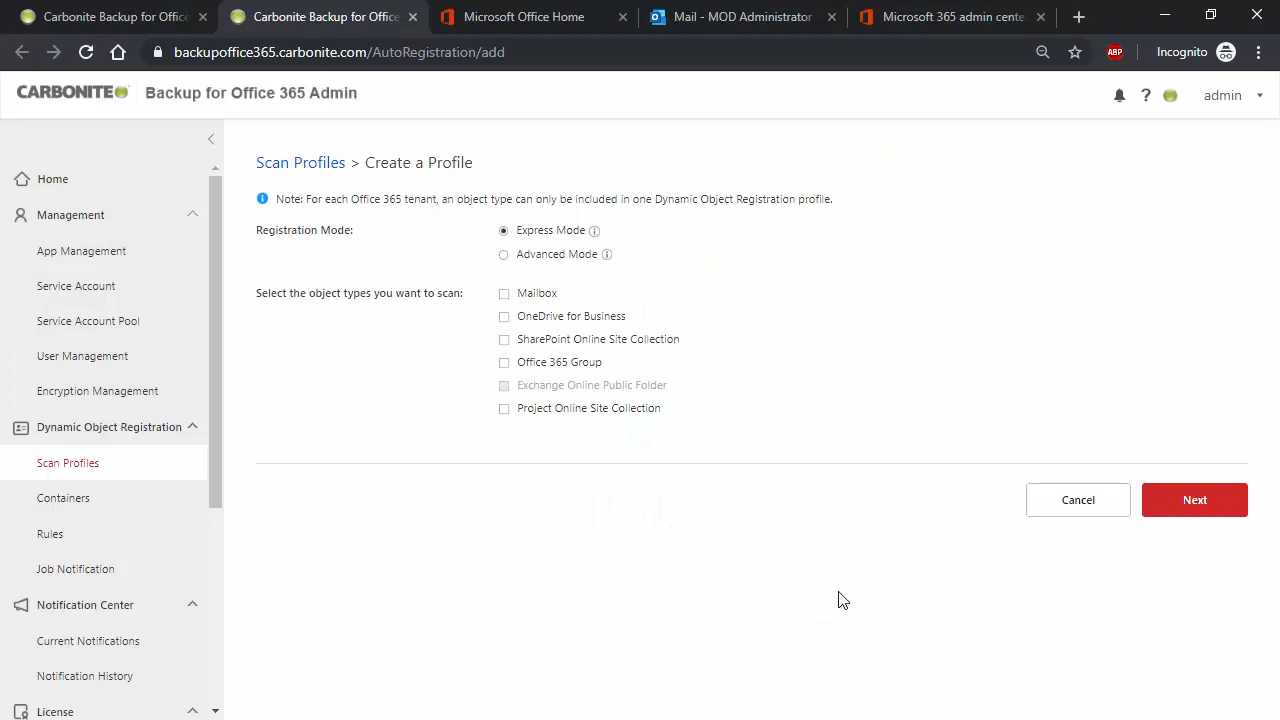 Carbonite Backup for Office
Carbonite Backup for Office
Microsoft Office Home
Mail - MOD Administrator
Microsoft 365 admin cente
backupoffice365.carbonite.com/AutoRegistration/add
ABP
Incognito
CARBONITE
Backup for Office 365 Admin
admin
Home
Management
App Management
Service Account
Service Account Pool
User Management
Encryption Management
Dynamic Object Registration
Scan Profiles
Containers
Rules
Job Notification
Notification Center
Current Notifications
Notification History
License
Scan Profiles > Create a Profile
Note: For each Office 365 tenant, an object type can only be included in one Dynamic Object Registration profile.
Registration Mode:
Express Mode
Advanced Mode
Select the object types you want to scan:
Mailbox
OneDrive for Business
SharePoint Online Site Collection
Office 365 Group
Exchange Online Public Folder
Project Online Site Collection
Cancel
Next